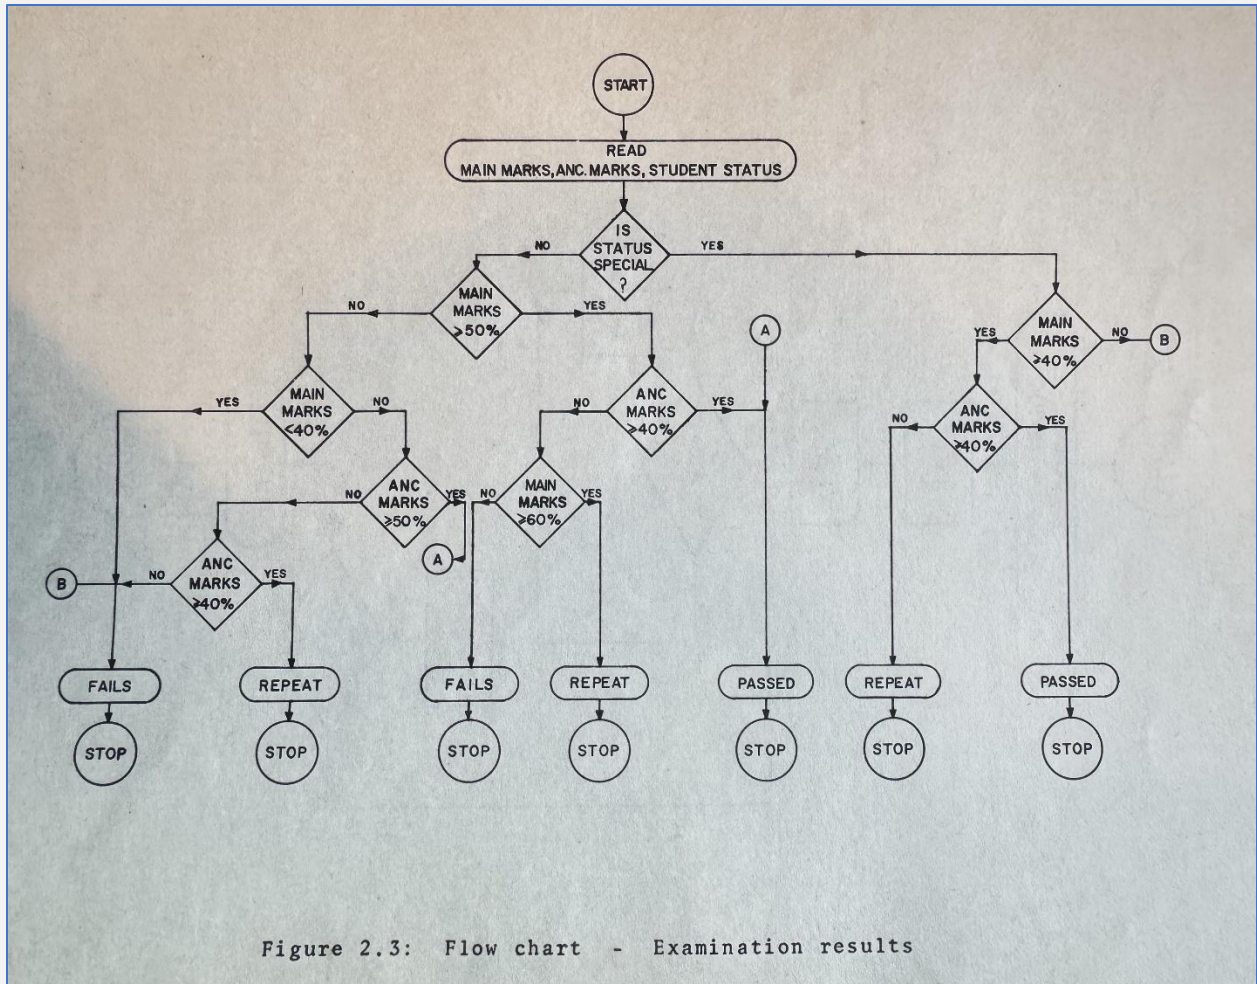 START
READ
MAIN MARKS, ANC. MARKS, STUDENT STATUS
IS
STATUS
SPECIAL
?
NO
YES
MAIN
MARKS
⩾50%
NO
YES
A
MAIN
MARKS
⩾40%
YES
NO
B
MAIN
MARKS
<40%
YES
NO
ANC
MARKS
⩾40%
NO
YES
ANC
MARKS
⩾40%
NO
YES
ANC
MARKS
⩾50%
NO
YES
A
MAIN
MARKS
⩾60%
NO
YES
B
ANC
MARKS
⩾40%
NO
YES
FAILS
REPEAT
FAILS
REPEAT
PASSED
REPEAT
PASSED
STOP
STOP
STOP
STOP
STOP
STOP
STOP
Figure 2.3: Flow chart - Examination results